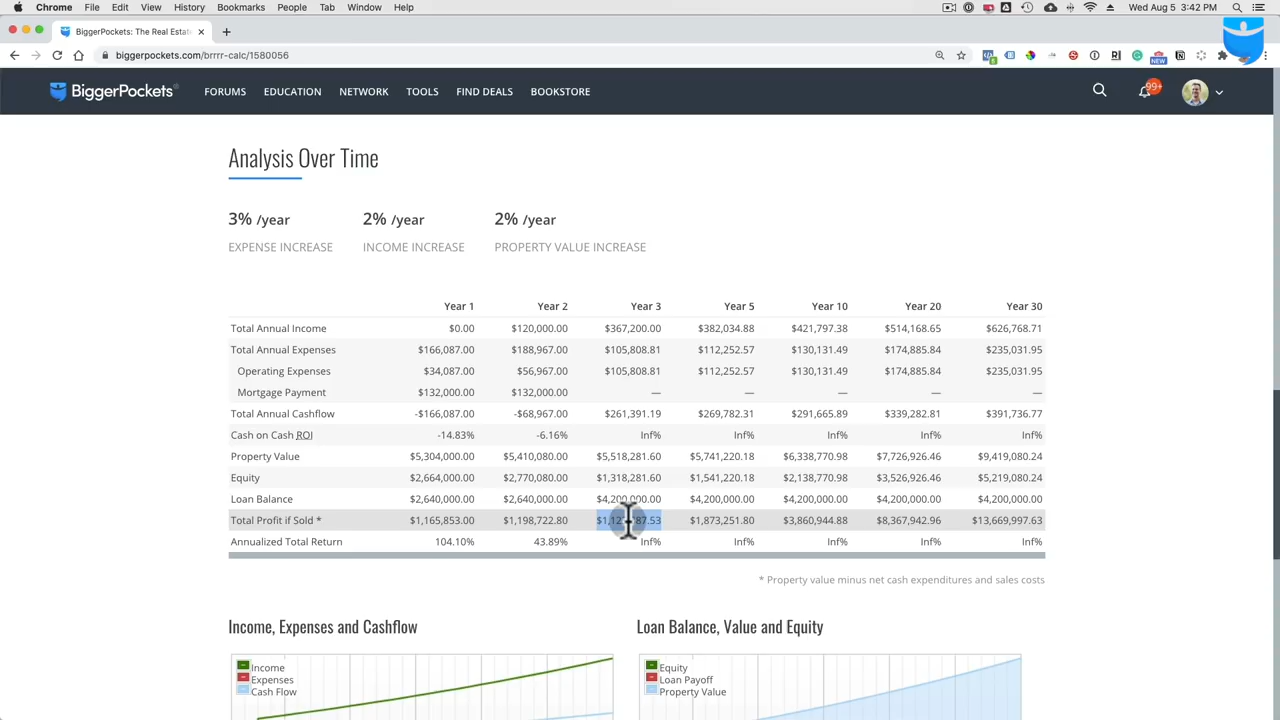 Chrome File Edit View History Bookmarks People Tab Window Help Wed Aug 5 3:42 PM
BiggerPockets: The Real Estate
biggerpockets.com/brrrr-calc/1580056 NEW
BiggerPockets FORUMS EDUCATION NETWORK TOOLS FIND DEALS BOOKSTORE 99+
Analysis Over Time
3% /year 2% /year 2% /year
EXPENSE INCREASE INCOME INCREASE PROPERTY VALUE INCREASE
Year 1 Year 2 Year 3 Year 5 Year 10 Year 20 Year 30
Total Annual Income $0.00 $120,000.00 $367,200.00 $382,034.88 $421,797.38 $514,168.65 $626,768.71
Total Annual Expenses $166,087.00 $188,967.00 $105,808.81 $112,252.57 $130,131.49 $174,885.84 $235,031.95
Operating Expenses $34,087.00 $56,967.00 $105,808.81 $112,252.57 $130,131.49 $174,885.84 $235,031.95
Mortgage Payment $132,000.00 $132,000.00 — — — — —
Total Annual Cashflow -$166,087.00 -$68,967.00 $261,391.19 $269,782.31 $291,665.89 $339,282.81 $391,736.77
Cash on Cash ROI -14.83% -6.16% Inf% Inf% Inf% Inf% Inf%
Property Value $5,304,000.00 $5,410,080.00 $5,518,281.60 $5,741,220.18 $6,338,770.98 $7,726,926.46 $9,419,080.24
Equity $2,664,000.00 $2,770,080.00 $1,318,281.60 $1,541,220.18 $2,138,770.98 $3,526,926.46 $5,219,080.24
Loan Balance $2,640,000.00 $2,640,000.00 $4,200,000.00 $4,200,000.00 $4,200,000.00 $4,200,000.00 $4,200,000.00
Total Profit if Sold * $1,165,853.00 $1,198,722.80 $1,873,251.80 $3,860,944.88 $8,367,942.96 $13,669,997.63
Annualized Total Return 104.10% 43.89% Inf% Inf% Inf% Inf% Inf%
* Property value minus net cash expenditures and sales costs
Income, Expenses and Cashflow Loan Balance, Value and Equity
Income Equity
Expenses Loan Payoff
Cash Flow Property Value